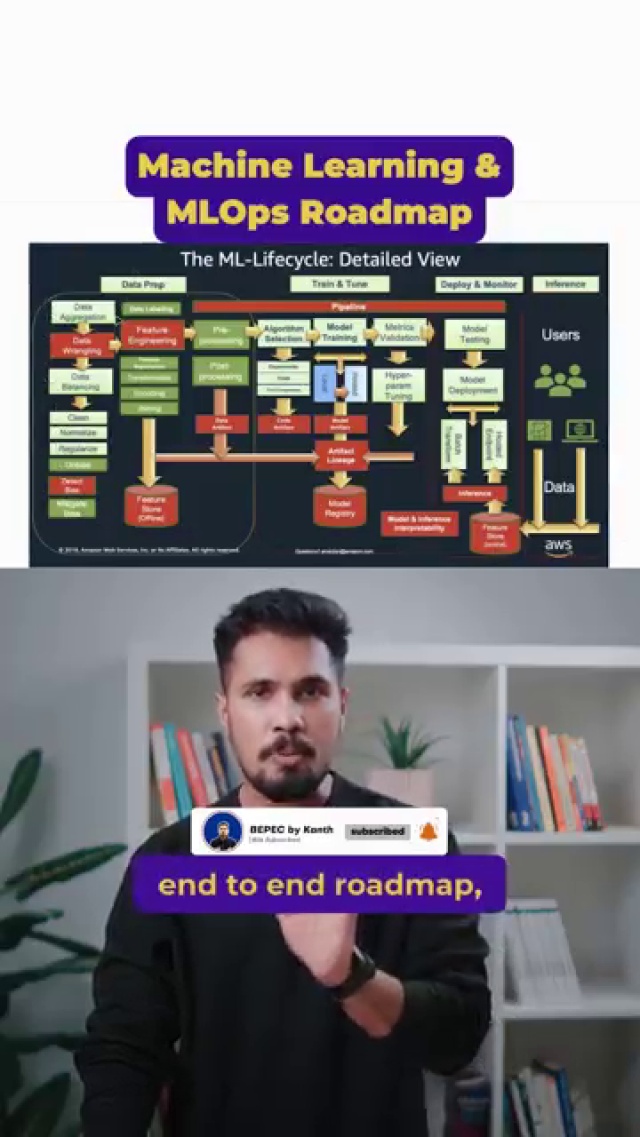 Machine Learning &
MLOps Roadmap
The ML-Lifecycle: Detailed View
Data Prep
Train & Tune
Deploy & Monitor
Inference
Pipeline
Data
Aggregation
Data Labeling
Data
Wrangling
Feature
Engineering
Pre-
processing
Algorithm
Selection
Model
Training
Metrics
Validation
Model
Testing
Users
Data
Balancing
Post-
processing
Hyper-
param
Tuning
Model
Deployment
Clean
Normalize
Regularize
Detect
Bias
Mitigate
Bias
Data
Artifact
Code
Artifact
Model
Artifact
Artifact
Lineage
Batch
Transform
Hosted
Endpoint
Inference
Data
Feature
Store
(Offline)
Model
Registry
Model & Inference
Interpretability
Feature
Store
aws
BEPEC by Kanth
subscribed
end to end roadmap,